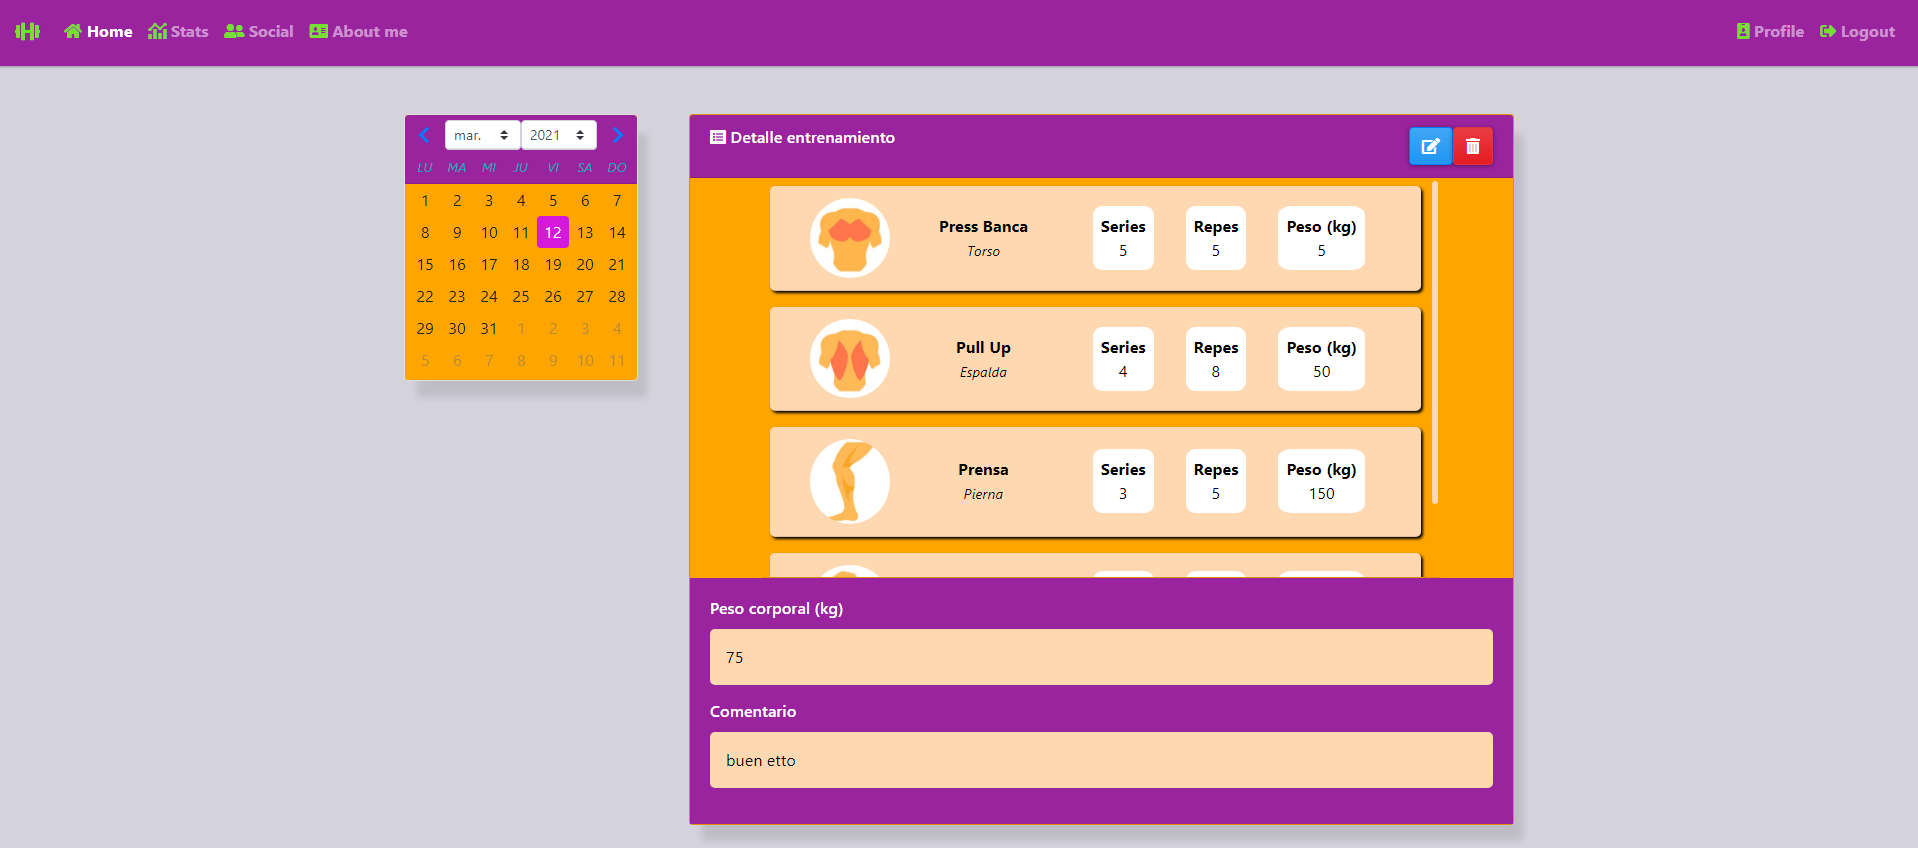 Home Stats Social About me Profile Logout
mar. 2021
LU MA MI JU VI SA DO
1 2 3 4 5 6 7
8 9 10 11 12 13 14
15 16 17 18 19 20 21
22 23 24 25 26 27 28
29 30 31 1 2 3 4
5 6 7 8 9 10 11
Detalle entrenamiento
Press Banca
Torso
Series Repes Peso (kg)
5 5 5
Pull Up
Espalda
Series Repes Peso (kg)
4 8 50
Prensa
Pierna
Series Repes Peso (kg)
3 5 150
Peso corporal (kg)
75
Comentario
buen etto